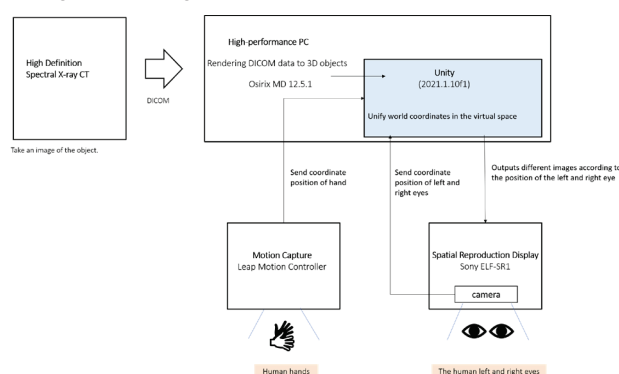 High Definition
Spectral X-ray CT
Take an image of the object.
DICOM
High-performance PC
Rendering DICOM data to 3D objects
Osirix MD 12.5.1
Unity
(2021.1.10f1)
Unify world coordinates in the virtual space
Send coordinate
position of hand
Send coordinate
position of left and
right eyes
Outputs different images according to
the position of the left and right eye
Motion Capture
Leap Motion Controller
Spatial Reproduction Display
Sony ELF-SR1
camera
Human hands
The human left and right eyes